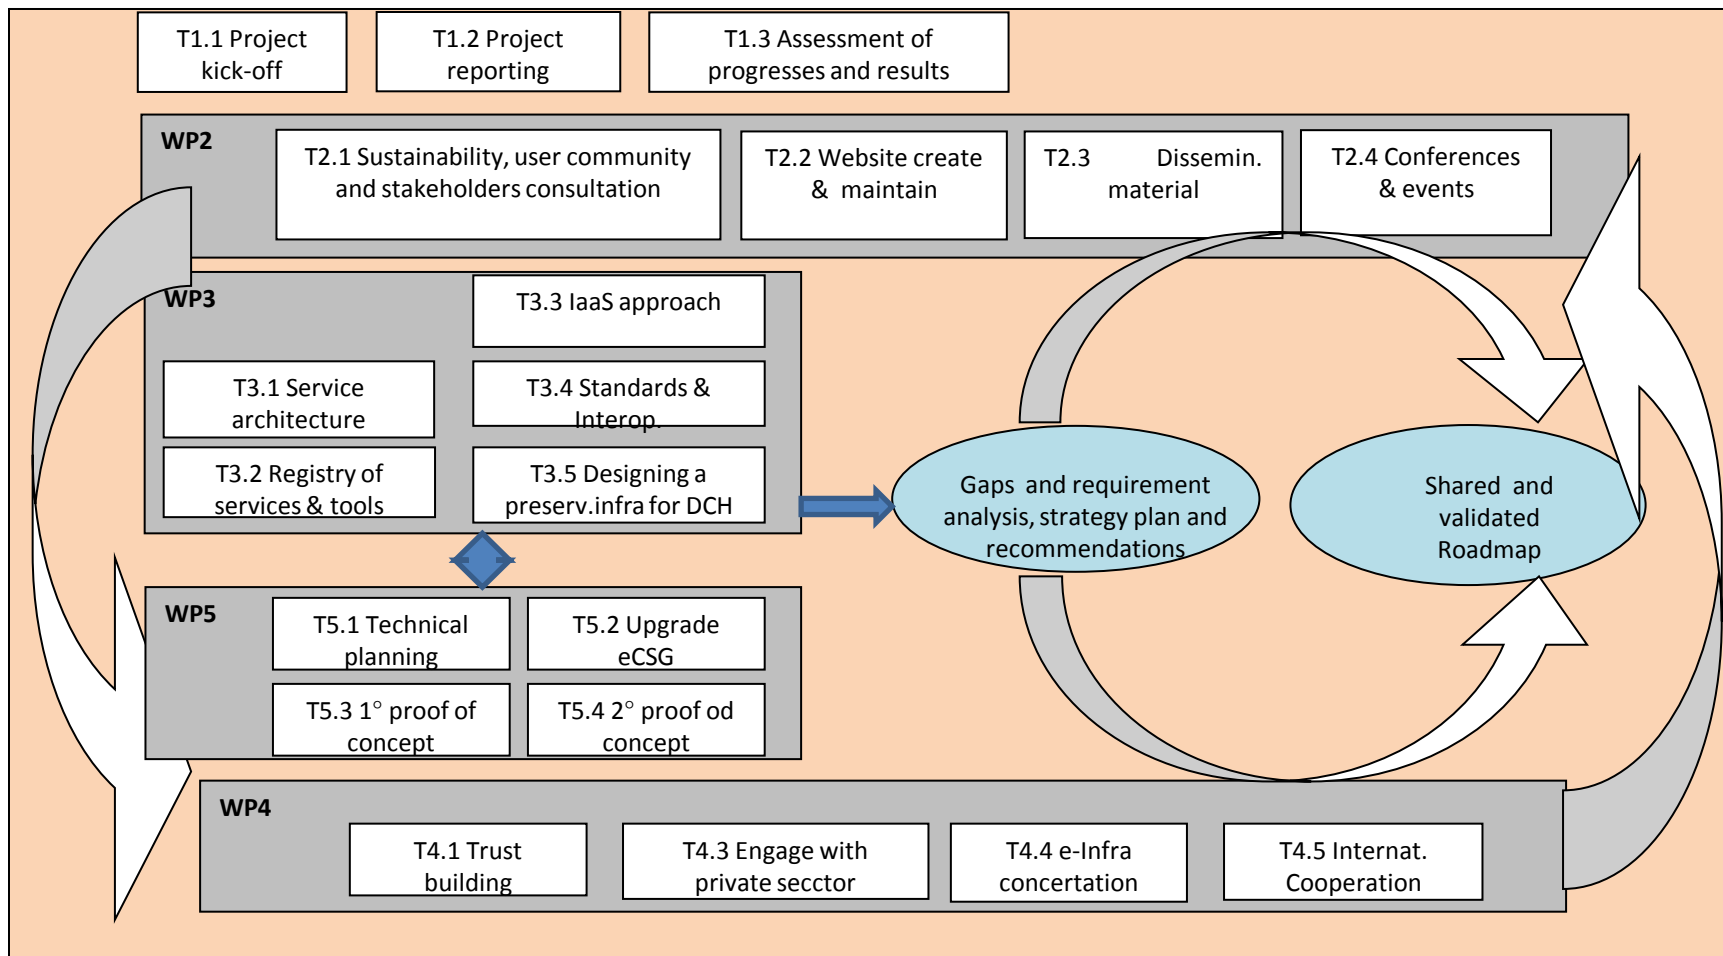 T1.1 Project
kick-off
T1.2 Project
reporting
T1.3 Assessment of
progresses and results
WP2
T2.1 Sustainability, user community
and stakeholders consultation
T2.2 Website create
& maintain
T2.3 Dissemin.
material
T2.4 Conferences
& events
WP3
T3.3 IaaS approach
T3.1 Service
architecture
T3.4 Standards &
Interop.
T3.2 Registry of
services & tools
T3.5 Designing a
preserv.infra for DCH
Gaps and requirement
analysis, strategy plan and
recommendations
Shared and
validated
Roadmap
WP5
T5.1 Technical
planning
T5.2 Upgrade
eCSG
T5.3 1° proof of
concept
T5.4 2° proof od
concept
WP4
T4.1 Trust
building
T4.3 Engage with
private secctor
T4.4 e-Infra
concertation
T4.5 Internat.
Cooperation